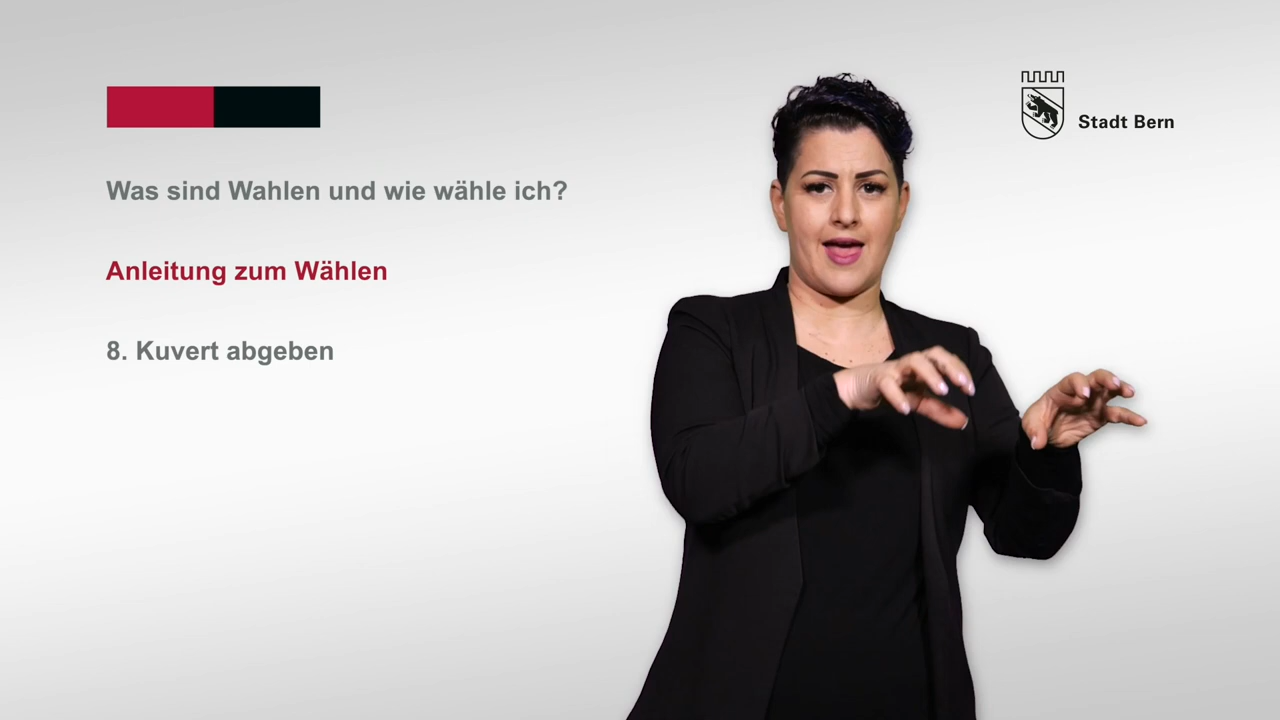 Stadt Bern
Was sind Wahlen und wie wähle ich?
Anleitung zum Wählen
8. Kuvert abgeben